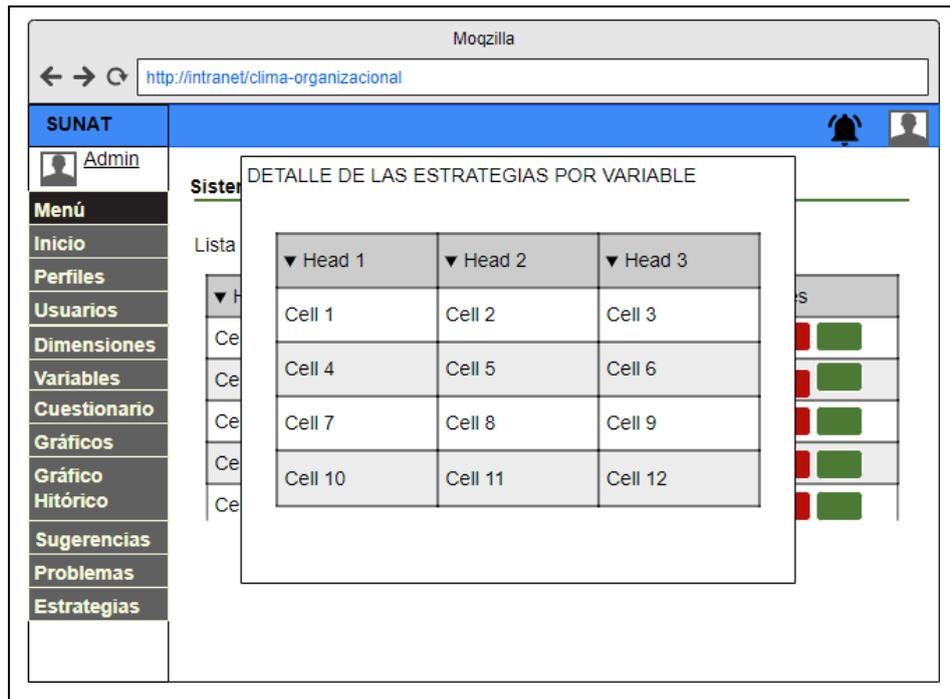 Moqzilla
http://intranet/clima-organizacional
SUNAT
Admin
Menú
Inicio
Perfiles
Usuarios
Dimensiones
Variables
Cuestionario
Gráficos
Gráfico
Hitórico
Sugerencias
Problemas
Estrategias
Lista
DETALLE DE LAS ESTRATEGIAS POR VARIABLE
Head 1 Head 2 Head 3
Cell 1 Cell 2 Cell 3
Cell 4 Cell 5 Cell 6
Cell 7 Cell 8 Cell 9
Cell 10 Cell 11 Cell 12